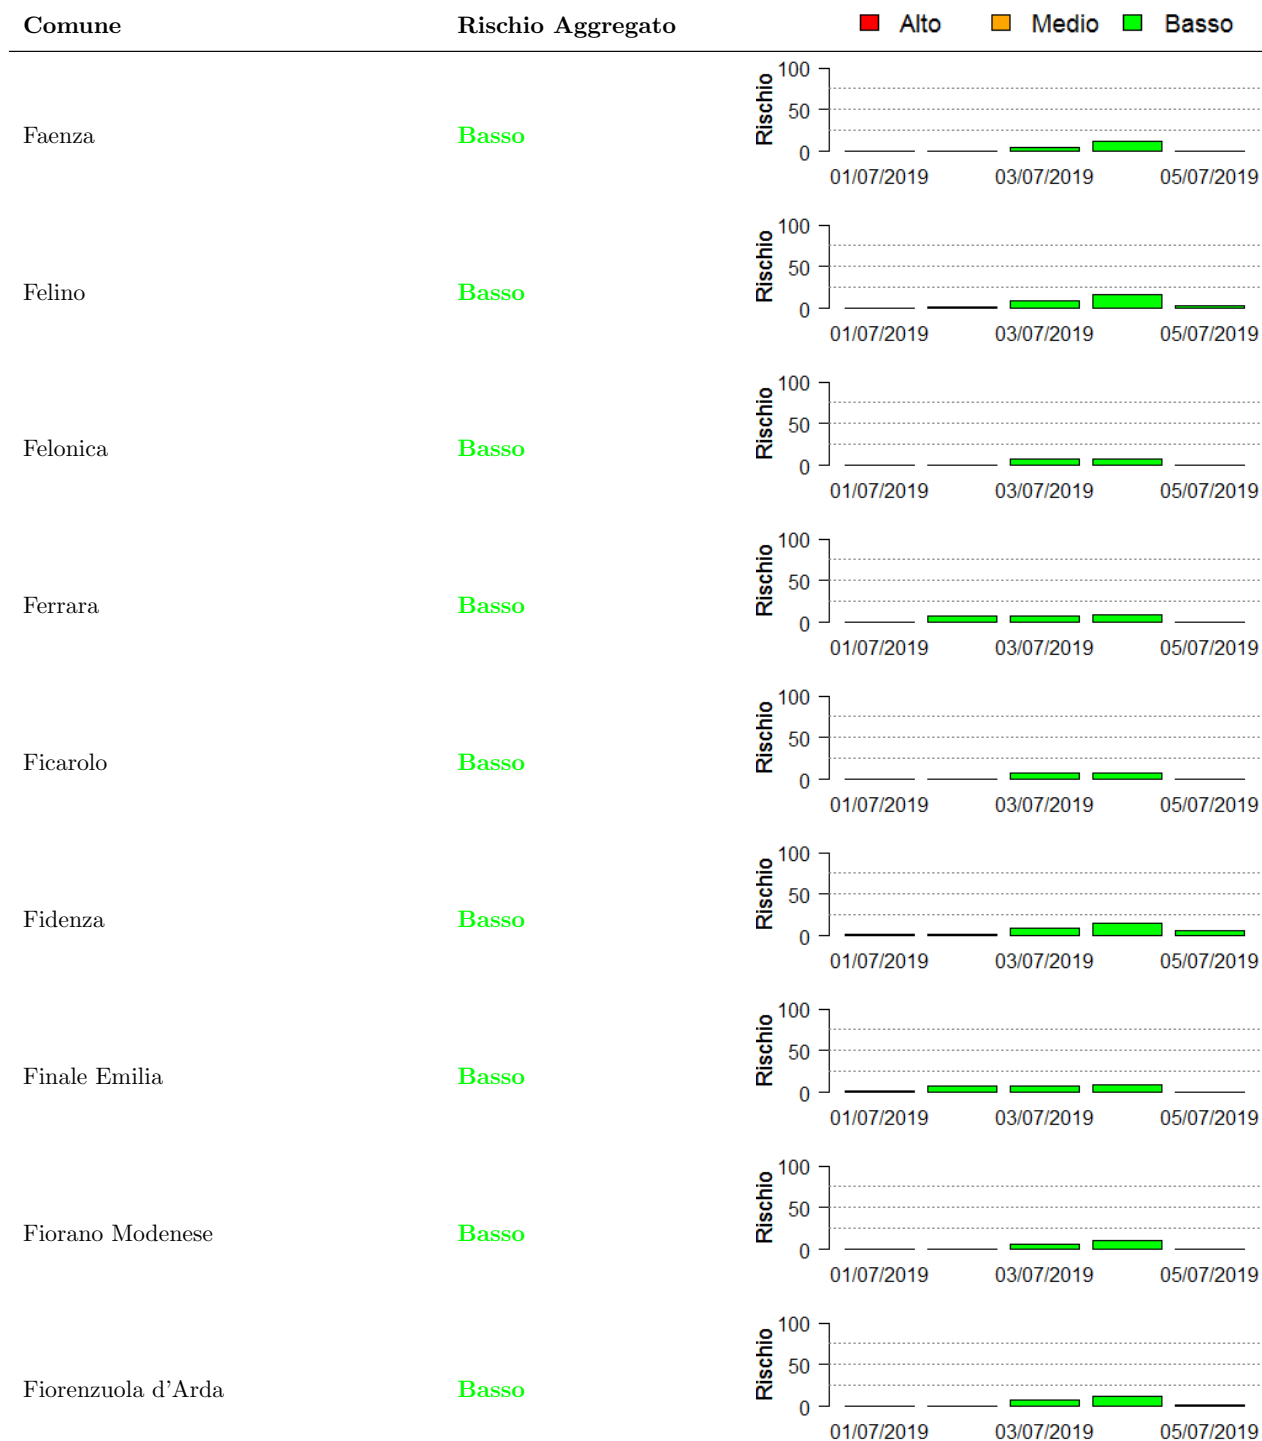 Comune Rischio Aggregato Alto Medio Basso
100
Rischio
50
Faenza Basso
0
01/07/2019 03/07/2019 05/07/2019
100
Rischio
50
Felino Basso
0
01/07/2019 03/07/2019 05/07/2019
100
Rischio
50
Felonica Basso
0
01/07/2019 03/07/2019 05/07/2019
100
Rischio
50
Ferrara Basso
0
01/07/2019 03/07/2019 05/07/2019
100
Rischio
50
Ficarolo Basso
0
01/07/2019 03/07/2019 05/07/2019
100
Rischio
50
Fidenza Basso
0
01/07/2019 03/07/2019 05/07/2019
100
Rischio
50
Finale Emilia Basso
0
01/07/2019 03/07/2019 05/07/2019
100
Rischio
50
Fiorano Modenese Basso
0
01/07/2019 03/07/2019 05/07/2019
100
Rischio
50
Fiorenzuola d'Arda Basso
0
01/07/2019 03/07/2019 05/07/2019